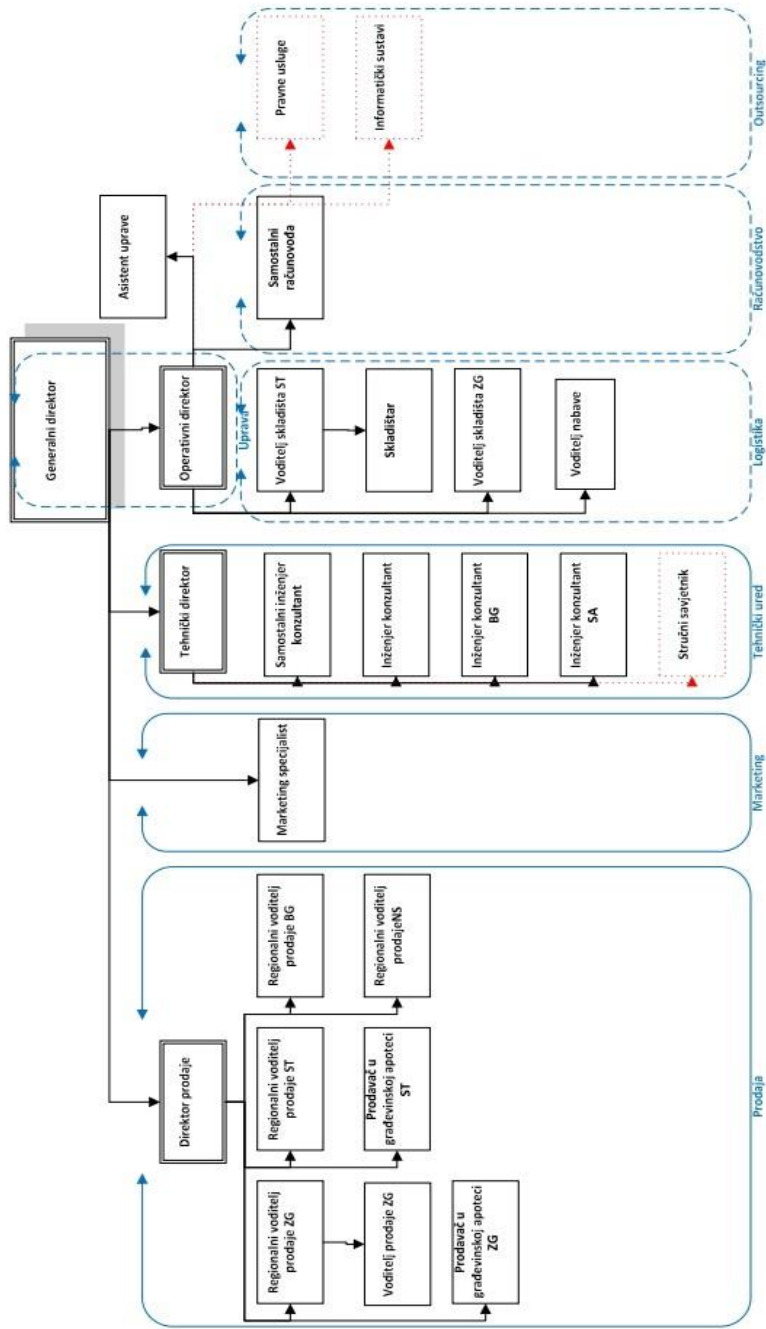 Generalni direktor
Asistent uprave
Direktor prodaje
Tehnički direktor
Operativni direktor
Uprava
Regionalni voditelj
prodaje ZG
Regionalni voditelj
prodaje ST
Regionalni voditelj
prodaje BG
Marketing specijalist
Samostalni inženjer
konzultant
Voditelj skladišta ST
Samostalni
računovođa
Pravne usluge
Voditelj prodaje ZG
Prodavač u
građevinskoj apoteci
ST
Regionalni voditelj
prodajeNS
Inženjer konzultant
Skladištar
Informatički sustavi
Prodavač u
građevinskoj apoteci
ZG
Inženjer konzultant
BG
Voditelj skladišta ZG
Inženjer konzultant
SA
Voditelj nabave
Stručni savjetnik
Prodaja
Marketing
Tehnički ured
Logistika
Računovodstvo
Outsourcing